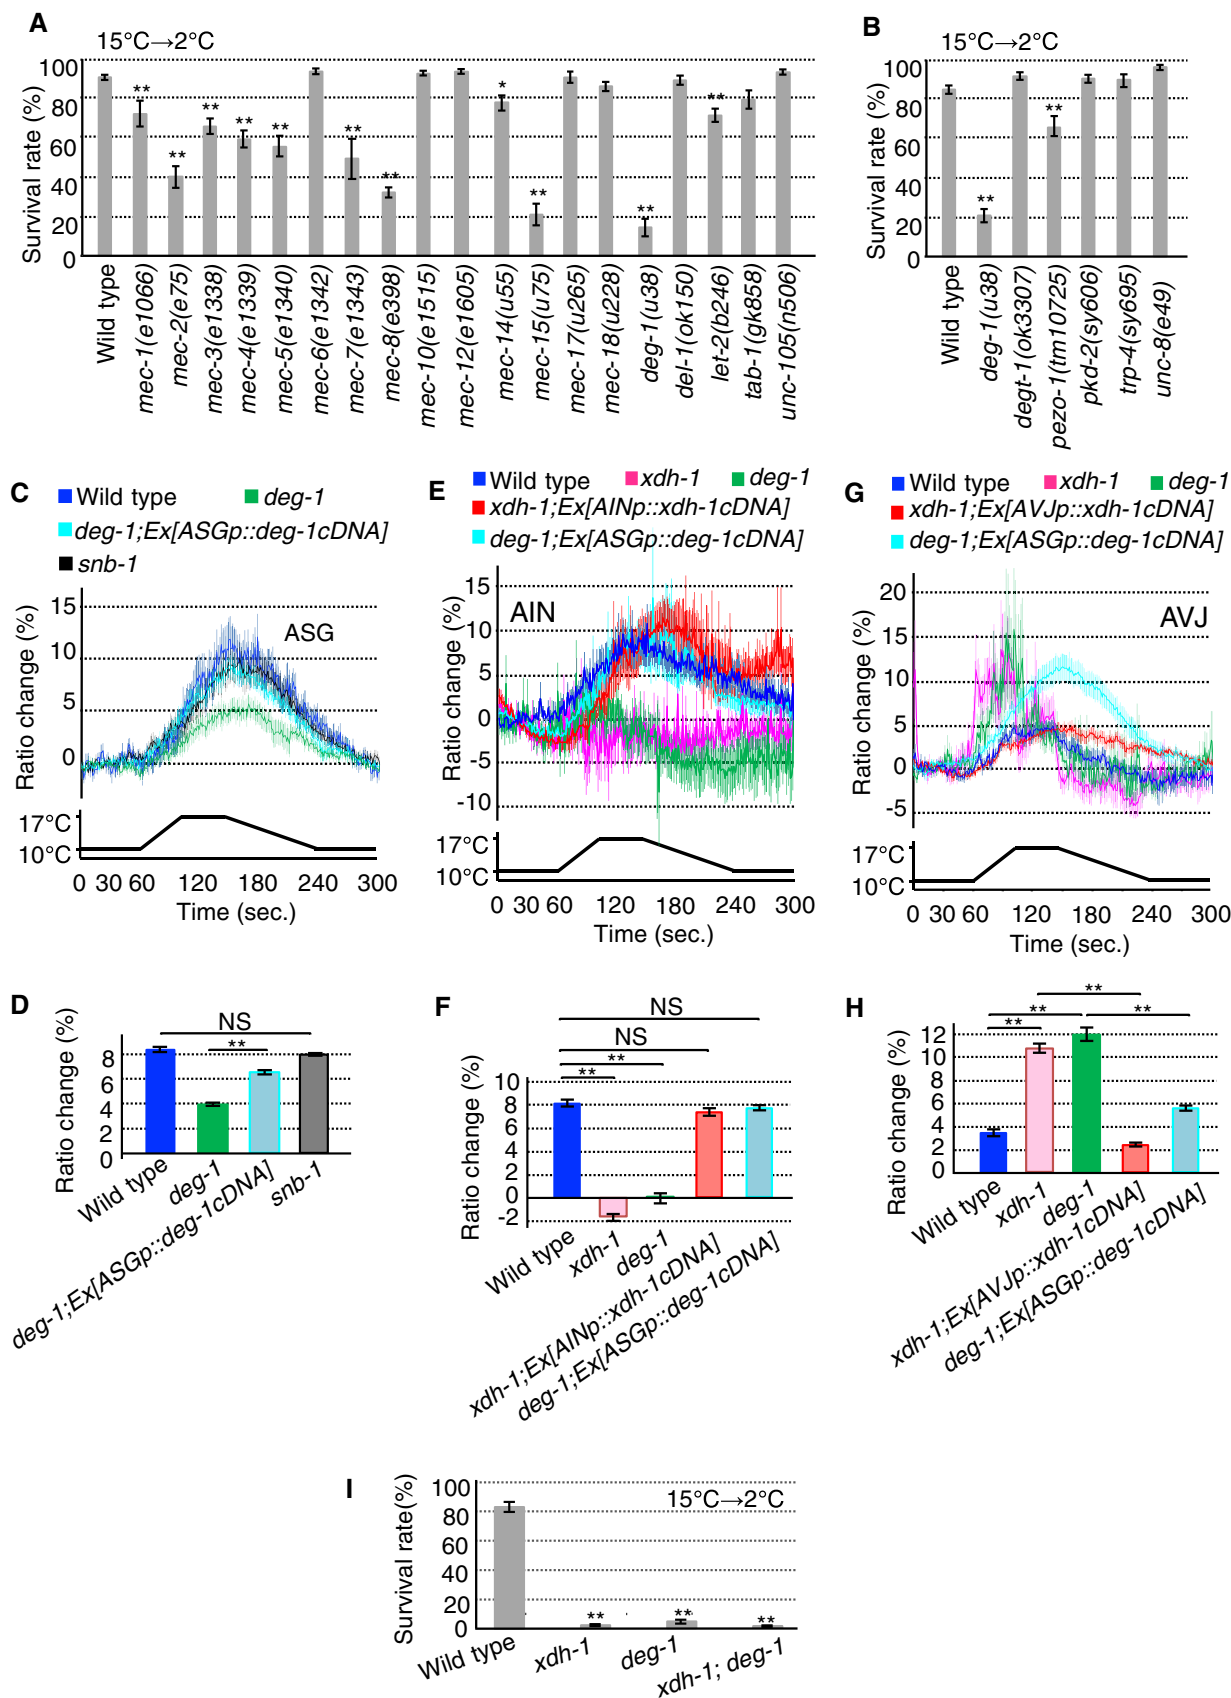 A
15°C→2°C
Survival rate (%)
100
80
60
40
20
0
** ** ** ** ** ** ** * ** ** **
Wild type
mec-1(e1066)
mec-2(e75)
mec-3(e1338)
mec-4(e1339)
mec-5(e1340)
mec-6(e1342)
mec-7(e1343)
mec-8(e398)
mec-10(e1515)
mec-12(e1605)
mec-14(u55)
mec-15(u75)
mec-17(u265)
mec-18(u228)
deg-1(u38)
del-1(ok150)
let-2(b246)
tab-1(gk858)
unc-105(n506)
B
15°C→2°C
Survival rate (%)
100
80
60
40
20
0
** **
Wild type
deg-1(u38)
degt-1(ok3307)
pezo-1(tm10725)
pkd-2(sy606)
trp-4(sy695)
unc-8(e49)
C
Wild type deg-1
deg-1;Ex[ASGp::deg-1cDNA]
snb-1
Ratio change (%)
15
10
5
0
ASG
17°C
10°C
0 30 60 120 180 240 300
Time (sec.)
E
Wild type xdh-1 deg-1
xdh-1;Ex[AINp::xdh-1cDNA]
deg-1;Ex[ASGp::deg-1cDNA]
Ratio change (%)
15
10
5
0
-5
-10
AIN
17°C
10°C
0 30 60 120 180 240 300
Time (sec.)
G
Wild type xdh-1 deg-1
xdh-1;Ex[AVJp::xdh-1cDNA]
deg-1;Ex[ASGp::deg-1cDNA]
Ratio change (%)
20
15
10
5
0
-5
AVJ
17°C
10°C
0 30 60 120 180 240 300
Time (sec.)
D
Ratio change (%)
8
6
4
2
0
NS
**
Wild type
deg-1
deg-1;Ex[ASGp::deg-1cDNA]
snb-1
F
Ratio change (%)
10
8
6
4
2
0
-2
NS
NS
**
**
Wild type
xdh-1
deg-1
xdh-1;Ex[AINp::xdh-1cDNA]
deg-1;Ex[ASGp::deg-1cDNA]
H
Ratio change (%)
12
10
8
6
4
2
0
**
** **
**
Wild type
xdh-1
deg-1
xdh-1;Ex[AVJp::xdh-1cDNA]
deg-1;Ex[ASGp::deg-1cDNA]
I
15°C→2°C
Survival rate(%)
100
80
60
40
20
0
** ** **
Wild type
xdh-1
deg-1
xdh-1; deg-1